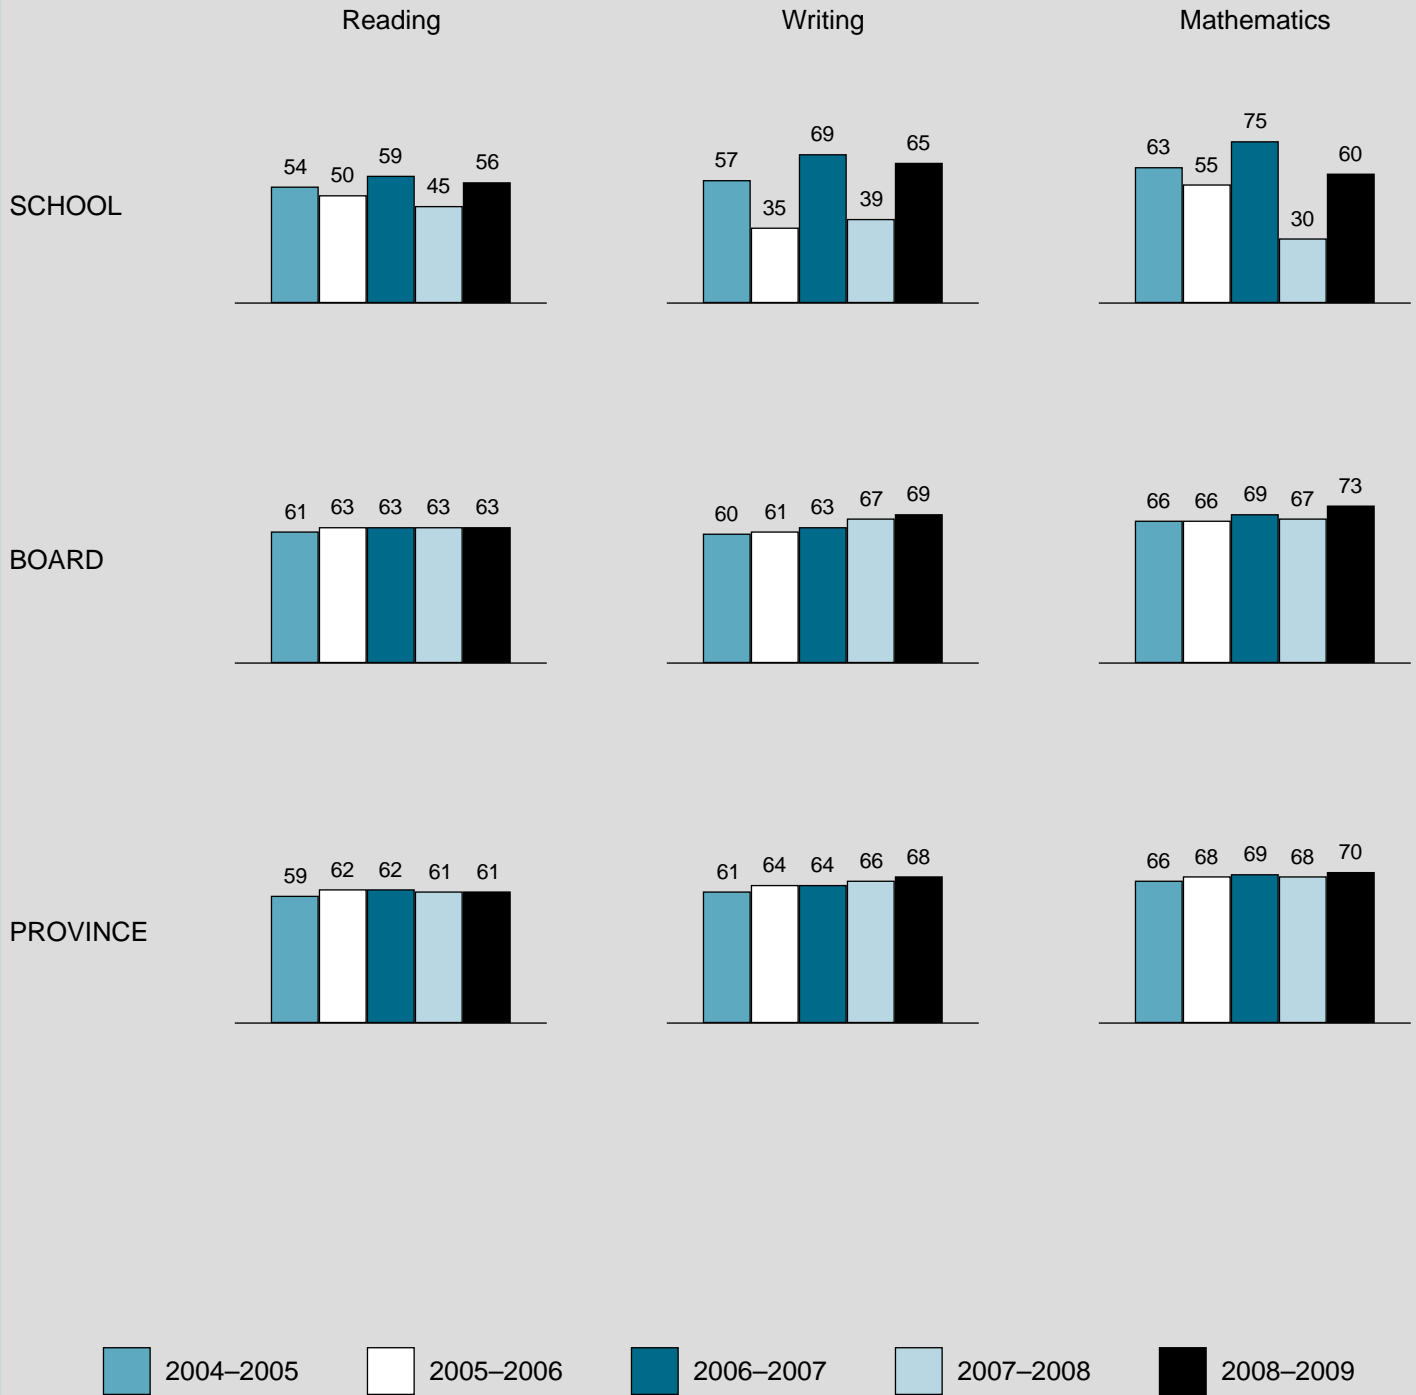 Reading Writing Mathematics
SCHOOL
54 50 59 45 56
57 35 69 39 65
63 55 75 30 60
BOARD
61 63 63 63 63
60 61 63 67 69
66 66 69 67 73
PROVINCE
59 62 62 61 61
61 64 64 66 68
66 68 69 68 70
2004–2005 2005–2006 2006–2007 2007–2008 2008–2009